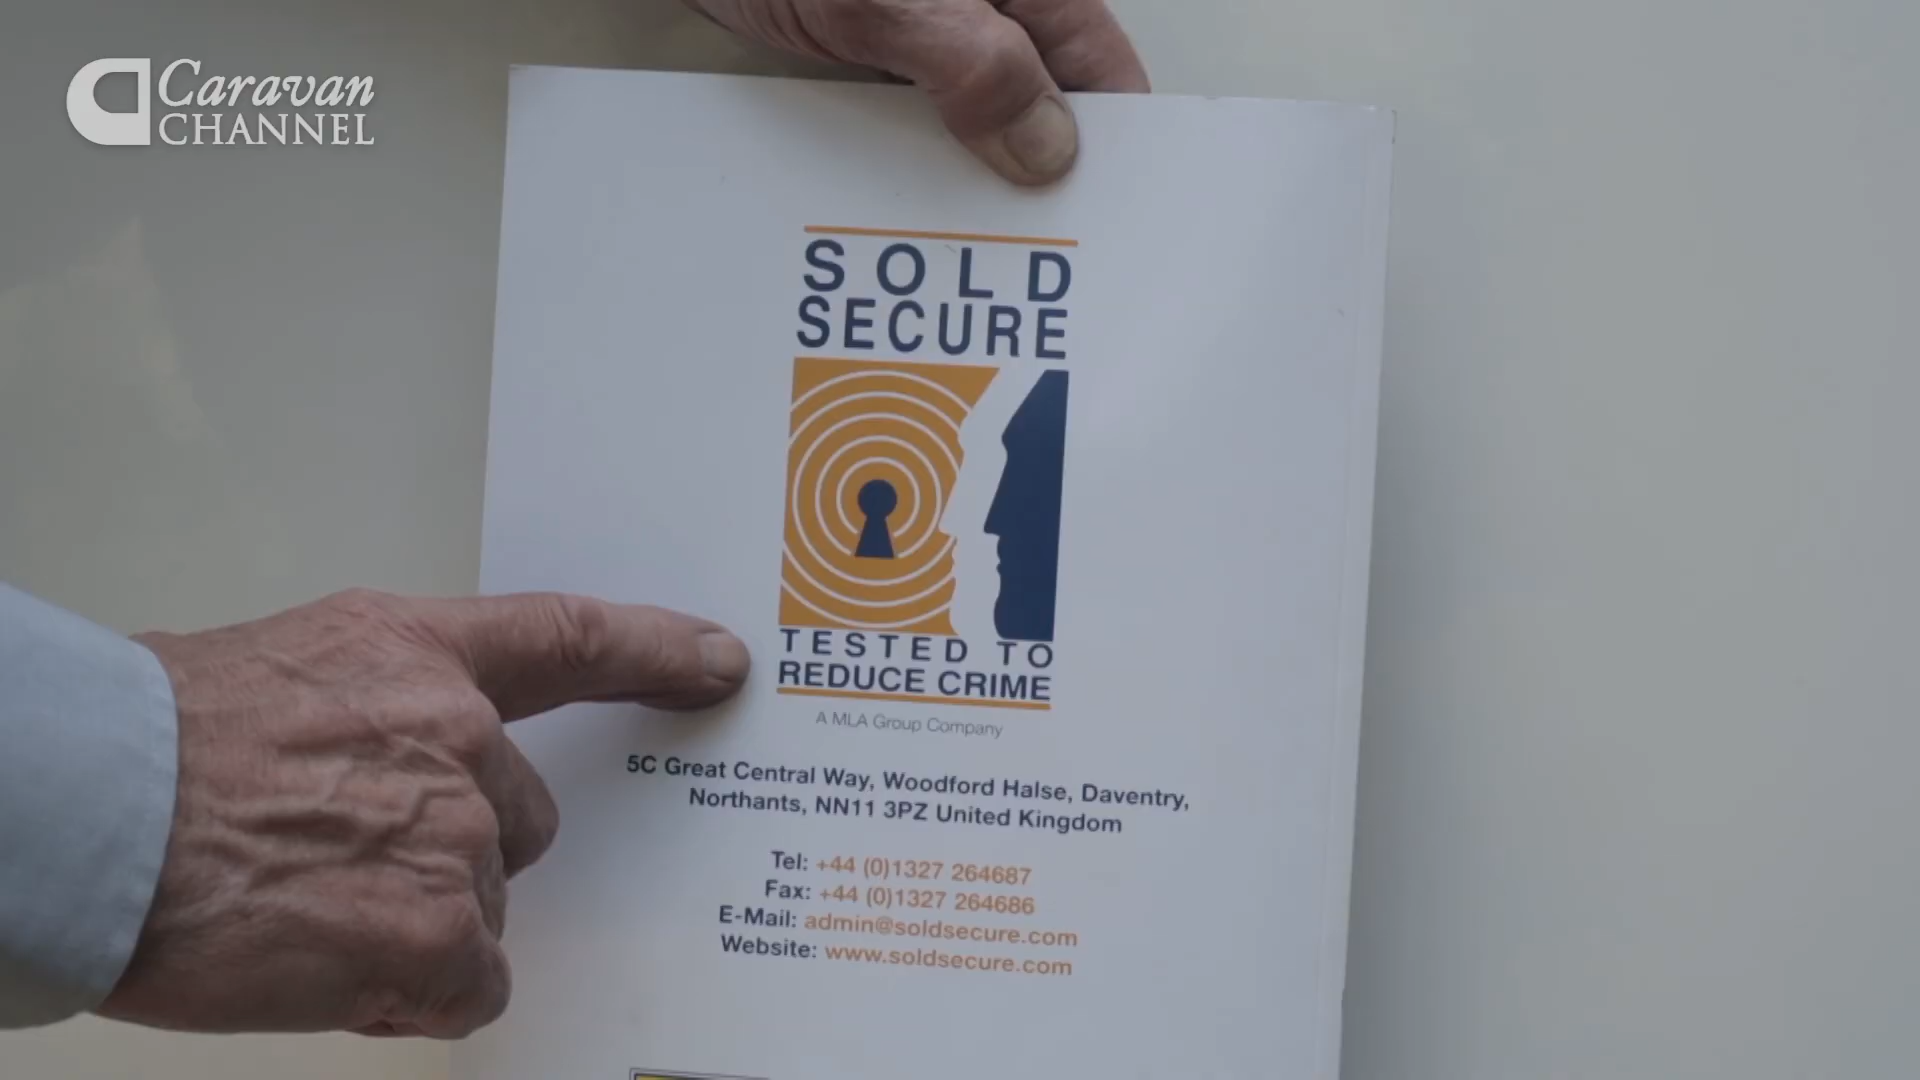 Caravan
CHANNEL
SOLD
SECURE
TESTED TO
REDUCE CRIME
A MLA Group Company
5C Great Central Way, Woodford Halse, Daventry,
Northants, NN11 3PZ United Kingdom
Tel: +44 (0)1327 264687
Fax: +44 (0)1327 264686
E-Mail: admin@soldsecure.com
Website: www.soldsecure.com